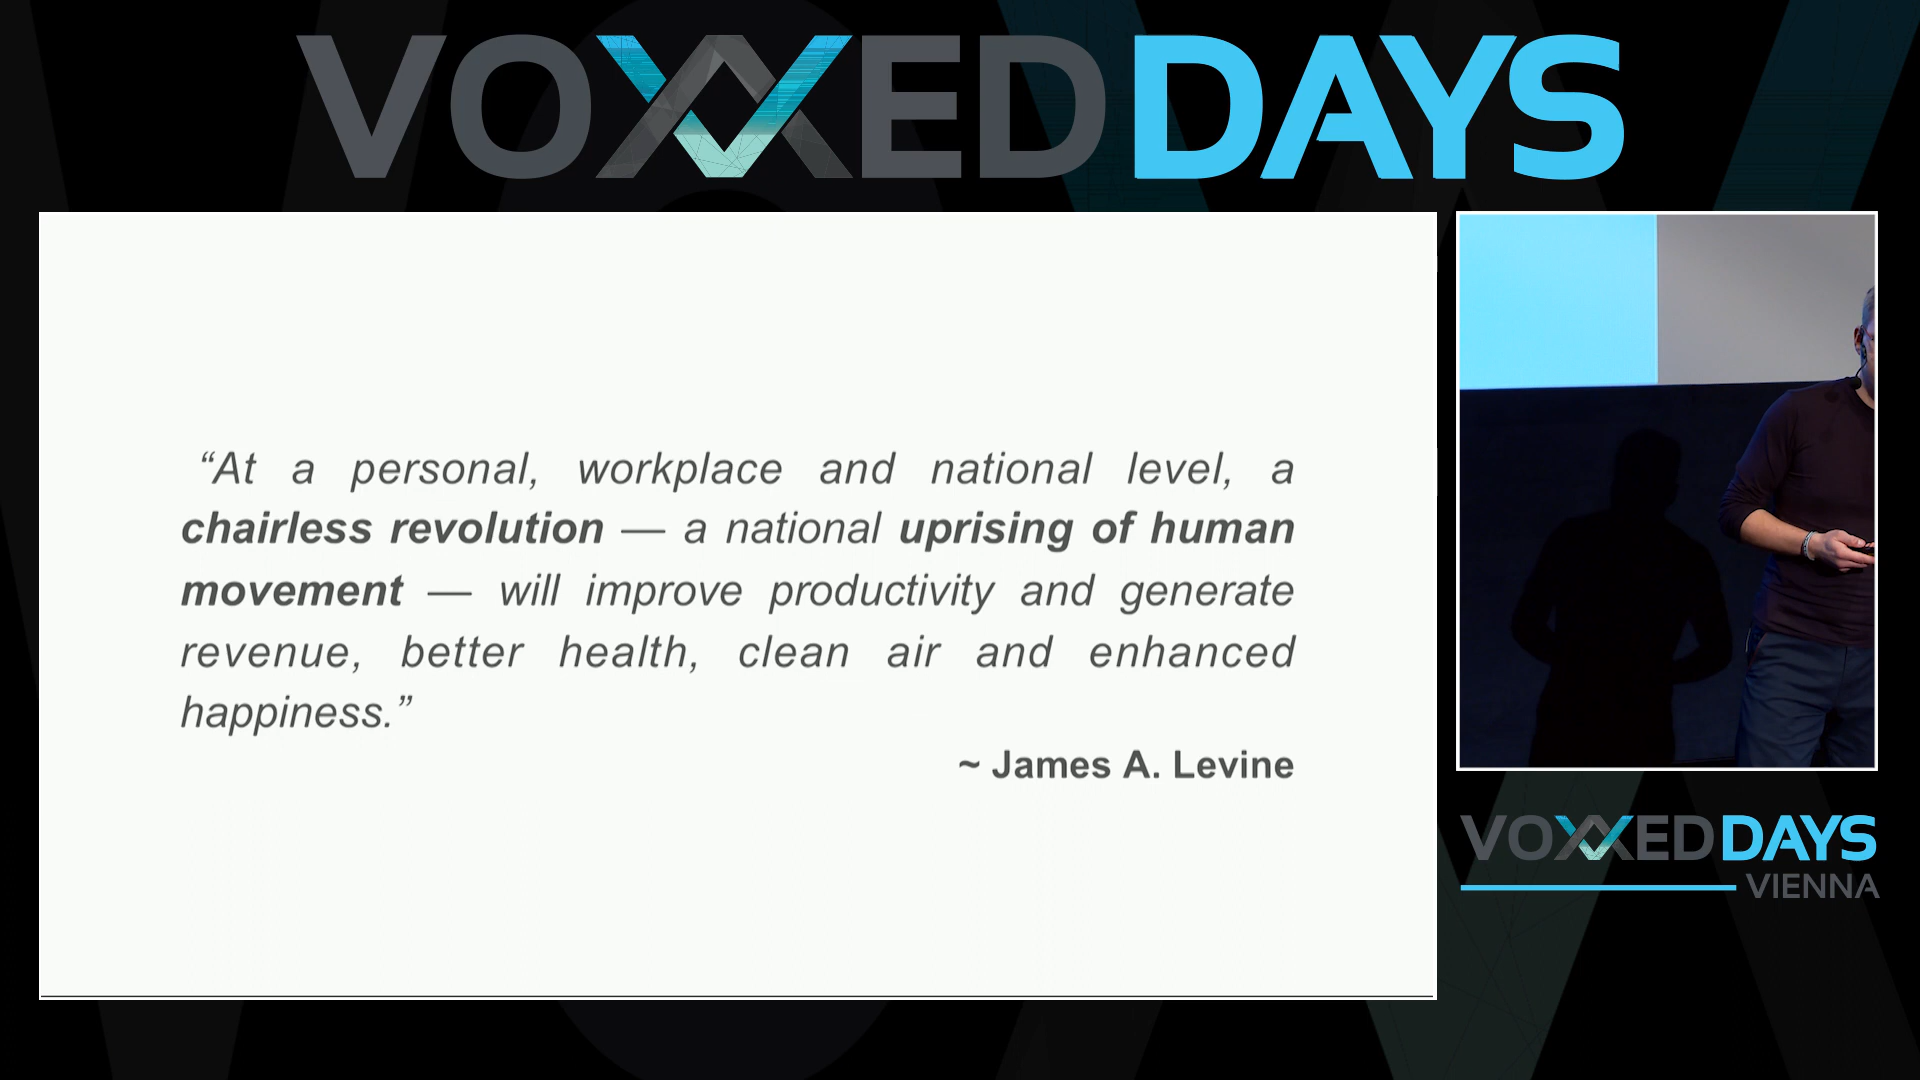 VOXXED DAYS
“At a personal, workplace and national level, a
chairless revolution — a national uprising of human
movement — will improve productivity and generate
revenue, better health, clean air and enhanced
happiness.”
~ James A. Levine
VOXXED DAYS
VIENNA